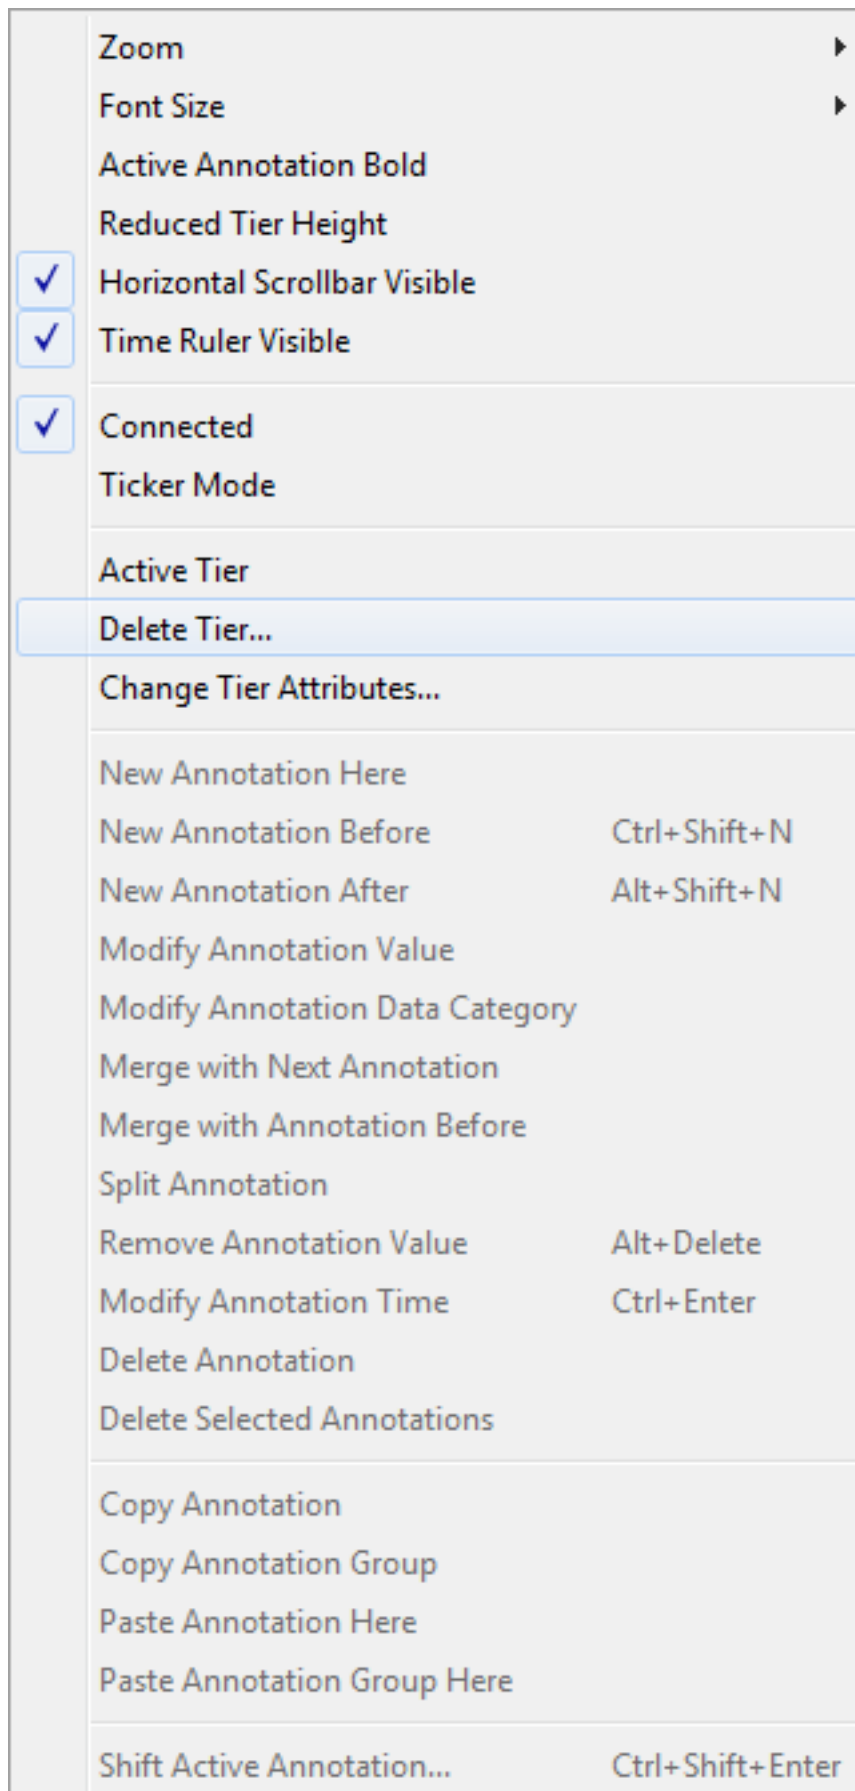 Zoom
Font Size
Active Annotation Bold
Reduced Tier Height
Horizontal Scrollbar Visible
Time Ruler Visible
Connected
Ticker Mode
Active Tier
Delete Tier...
Change Tier Attributes...
New Annotation Here
New Annotation Before Ctrl+Shift+N
New Annotation After Alt+Shift+N
Modify Annotation Value
Modify Annotation Data Category
Merge with Next Annotation
Merge with Annotation Before
Split Annotation
Remove Annotation Value Alt+Delete
Modify Annotation Time Ctrl+Enter
Delete Annotation
Delete Selected Annotations
Copy Annotation
Copy Annotation Group
Paste Annotation Here
Paste Annotation Group Here
Shift Active Annotation... Ctrl+Shift+Enter